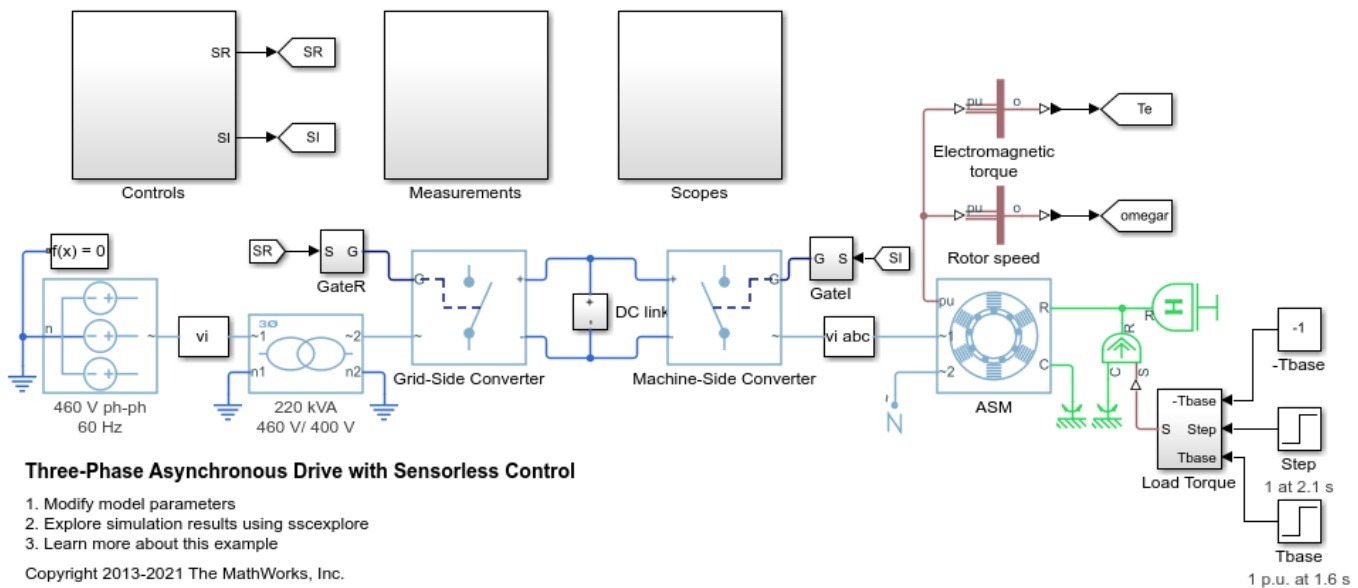 SR
SR
SI
SI
Controls
Measurements
Scopes
pu
o
Te
Electromagnetic
torque
pu
o
omegar
Rotor speed
f(x) = 0
SR
S
G
GateR
G
+
-
~
Grid-Side Converter
+
-
DC link
+
-
G
~
Machine-Side Converter
G
S
GateI
SI
n
~
460 V ph-ph
60 Hz
vi
3Ø
~1
~2
n1
n2
220 kVA
460 V/ 400 V
vi abc
pu
~1
~2
R
C
ASM
~
N
R
H
R
C
S
-1
-Tbase
-Tbase
S
Step
Tbase
Load Torque
Step
1 at 2.1 s
Tbase
1 p.u. at 1.6 s
Three-Phase Asynchronous Drive with Sensorless Control
1. Modify model parameters
2. Explore simulation results using sscexplore
3. Learn more about this example
Copyright 2013-2021 The MathWorks, Inc.